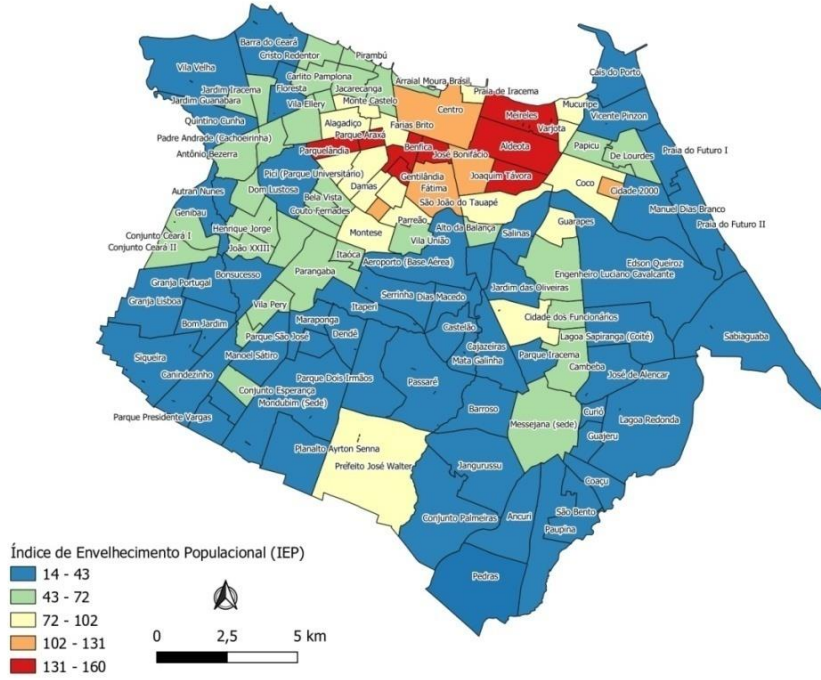 Barra do Ceará
Cristo Redentor
Pirambú
Vila Velha
Carlito Pamplona
Cais do Porto
Arraial Moura Brasil
Praia de Iracema
Jardim Iracema
Floresta
Jacarecanga
Jardim Guanabara
Vila Ellery
Monte Castelo
Centro
Mucuripe
Meireles
Quintino Cunha
Alagadiço
Farias Brito
Varjota
Vicente Pinzon
Padre Andrade (Cachoeirinha)
Parque Araxá
Parquelândia
Benfica
José Bonifácio
Aldeota
Papicu
De Lourdes
Praia do Futuro I
Antônio Bezerra
Pici (Parque Universitário)
Gentilândia
Joaquim Távora
Autran Nunes
Dom Lustosa
Damas
Fátima
Coco
Cidade 2000
Bela Vista
São João do Tauapé
Genibau
Couto Fernades
Parreão
Manuel Dias Branco
Henrique Jorge
Montese
Alto da Balança
Guarapes
Praia do Futuro II
Conjunto Ceará I
Conjunto Ceará II
João XXIII
Vila União
Salinas
Itaóca
Aeroporto (Base Aérea)
Edson Queiroz
Bonsucesso
Parangaba
Engenheiro Luciano Cavalcante
Granja Portugal
Serrinha
Jardim das Oliveiras
Granja Lisboa
Itaperi
Dias Macedo
Vila Pery
Cidade dos Funcionários
Bom Jardim
Maraponga
Dendê
Castelão
Lagoa Sapiranga (Coité)
Sabiaguaba
Parque São José
Cajazeiras
Siqueira
Manoel Sátiro
Mata Galinha
Parque Iracema
Cambeba
José de Alencar
Canindezinho
Parque Dois Irmãos
Passaré
Conjunto Esperança
Mondubim (Sede)
Barroso
Curió
Parque Presidente Vargas
Messejana (sede)
Lagoa Redonda
Guajeru
Planalto Ayrton Senna
Prefeito José Walter
Jangurussu
Coaçu
Conjunto Palmeiras
Ancuri
São Bento
Paupina
Pedras
Índice de Envelhecimento Populacional (IEP)
14 - 43
43 - 72
72 - 102
102 - 131
131 - 160
0 2,5 5 km